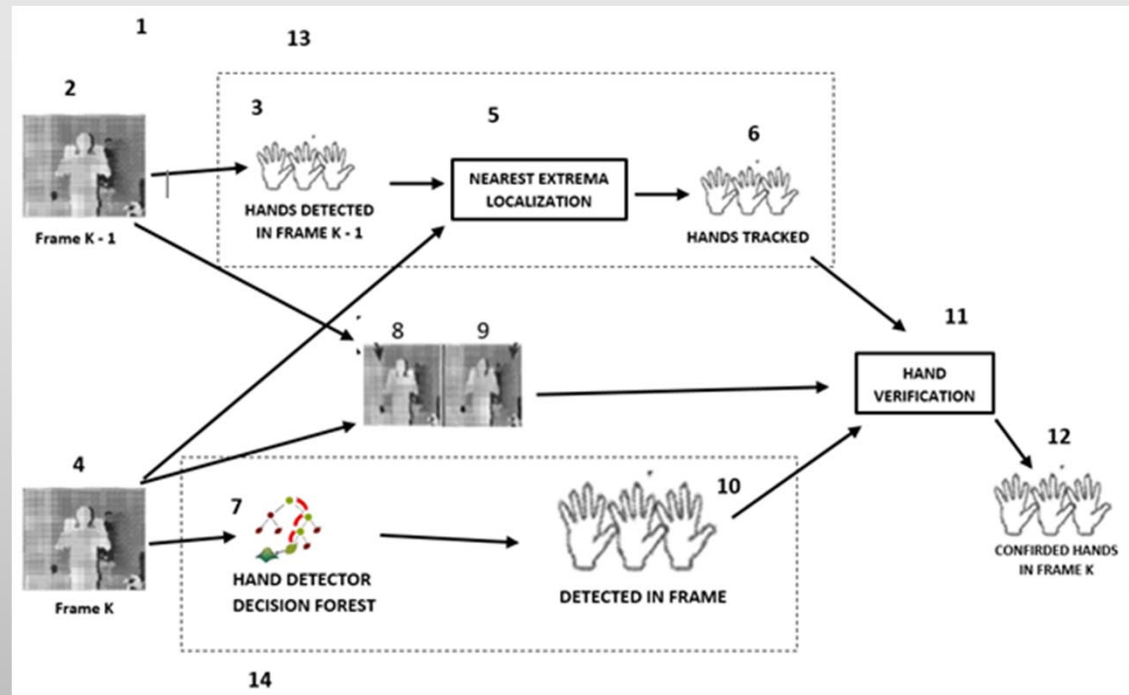 1
13
2
3
5
6
HANDS DETECTED
IN FRAME K - 1
NEAREST EXTREMA
LOCALIZATION
HANDS TRACKED
Frame K - 1
8
9
11
HAND
VERIFICATION
4
7
10
12
HAND DETECTOR
DECISION FOREST
DETECTED IN FRAME
CONFIRDED HANDS
IN FRAME K
Frame K
14